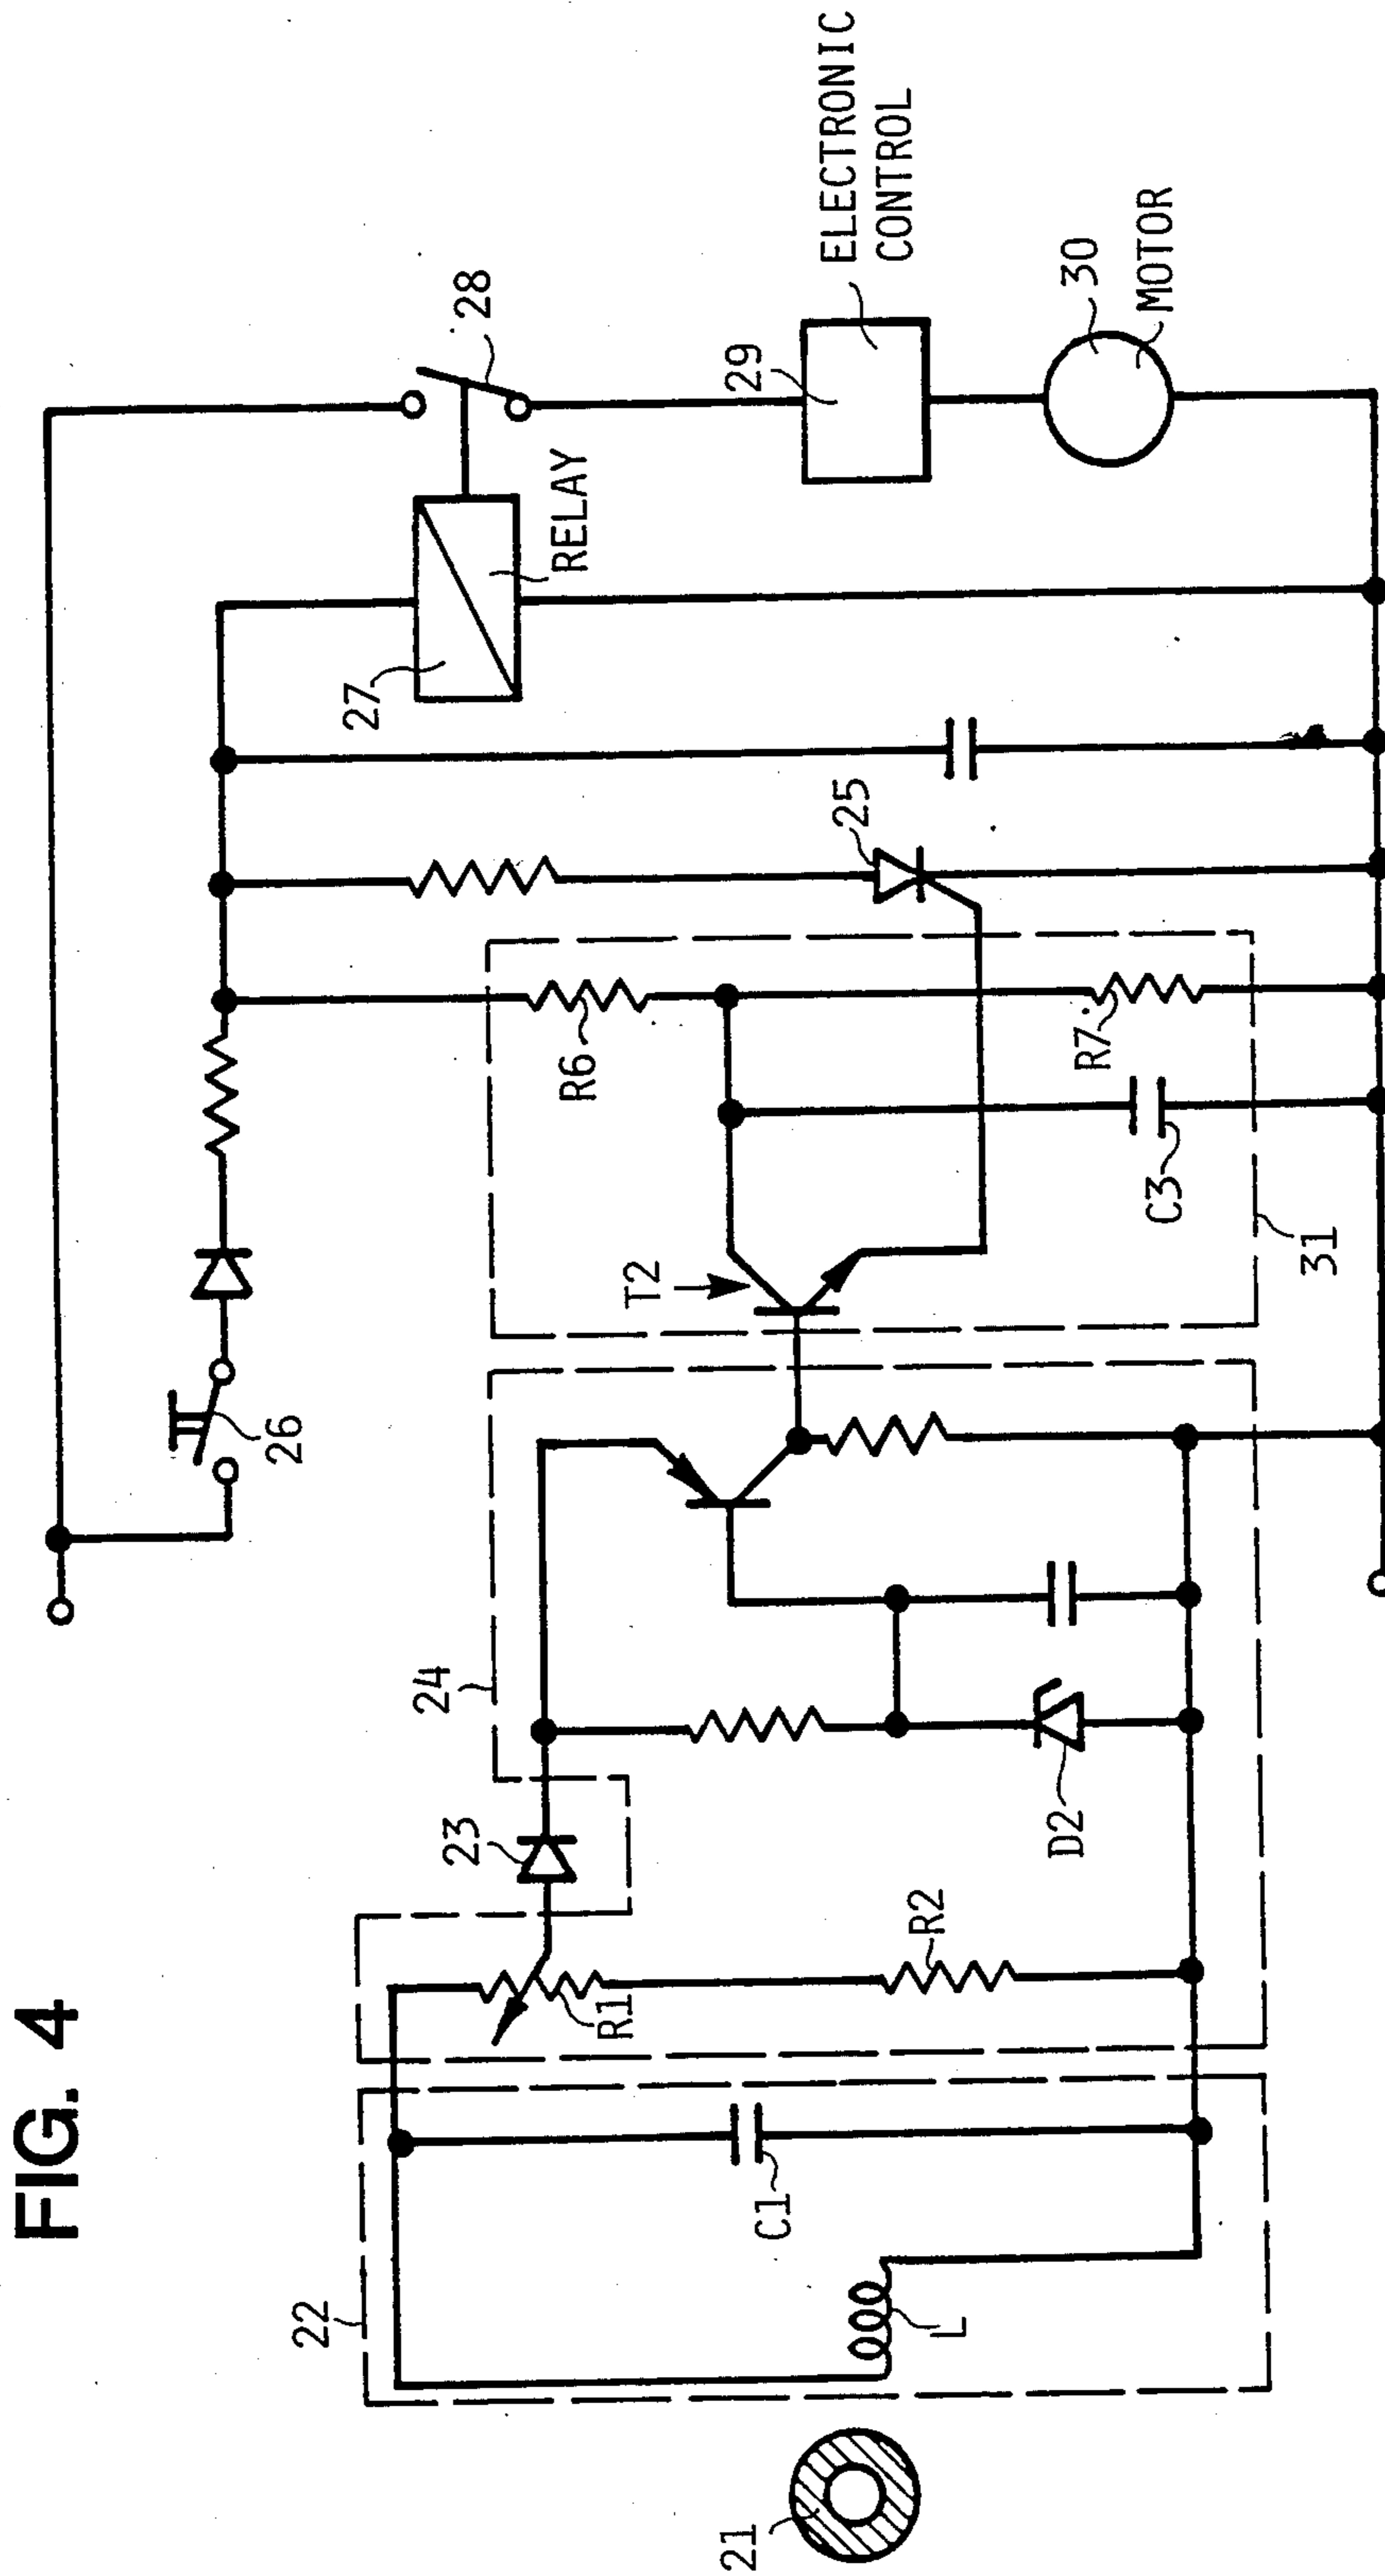 FIG. 4
21
22
L
C1
R1
R2
23
24
D2
26
T2
31
C3
R6
R7
25
27
RELAY
28
29
ELECTRONIC
CONTROL
30
MOTOR